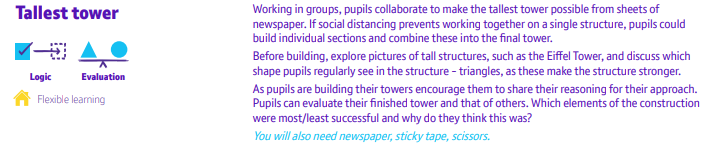 Tallest tower
Logic
Evaluation
Flexible learning
Working in groups, pupils collaborate to make the tallest tower possible from sheets of
newspaper. If social distancing prevents working together on a single structure, pupils could
build individual sections and combine these into the final tower.
Before building, explore pictures of tall structures, such as the Eiffel Tower, and discuss which
shape pupils regularly see in the structure – triangles, as these make the structure stronger.
As pupils are building their towers encourage them to share their reasoning for their approach.
Pupils can evaluate their finished tower and that of others. Which elements of the construction
were most/least successful and why do they think this was?
You will also need newspaper, sticky tape, scissors.